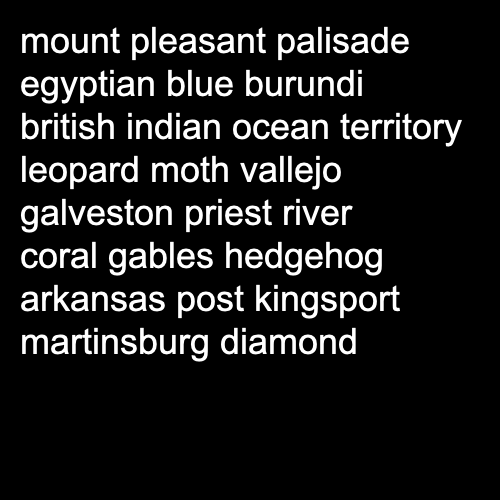 mount pleasant palisade
egyptian blue burundi
british indian ocean territory
leopard moth vallejo
galveston priest river
coral gables hedgehog
arkansas post kingsport
martinsburg diamond